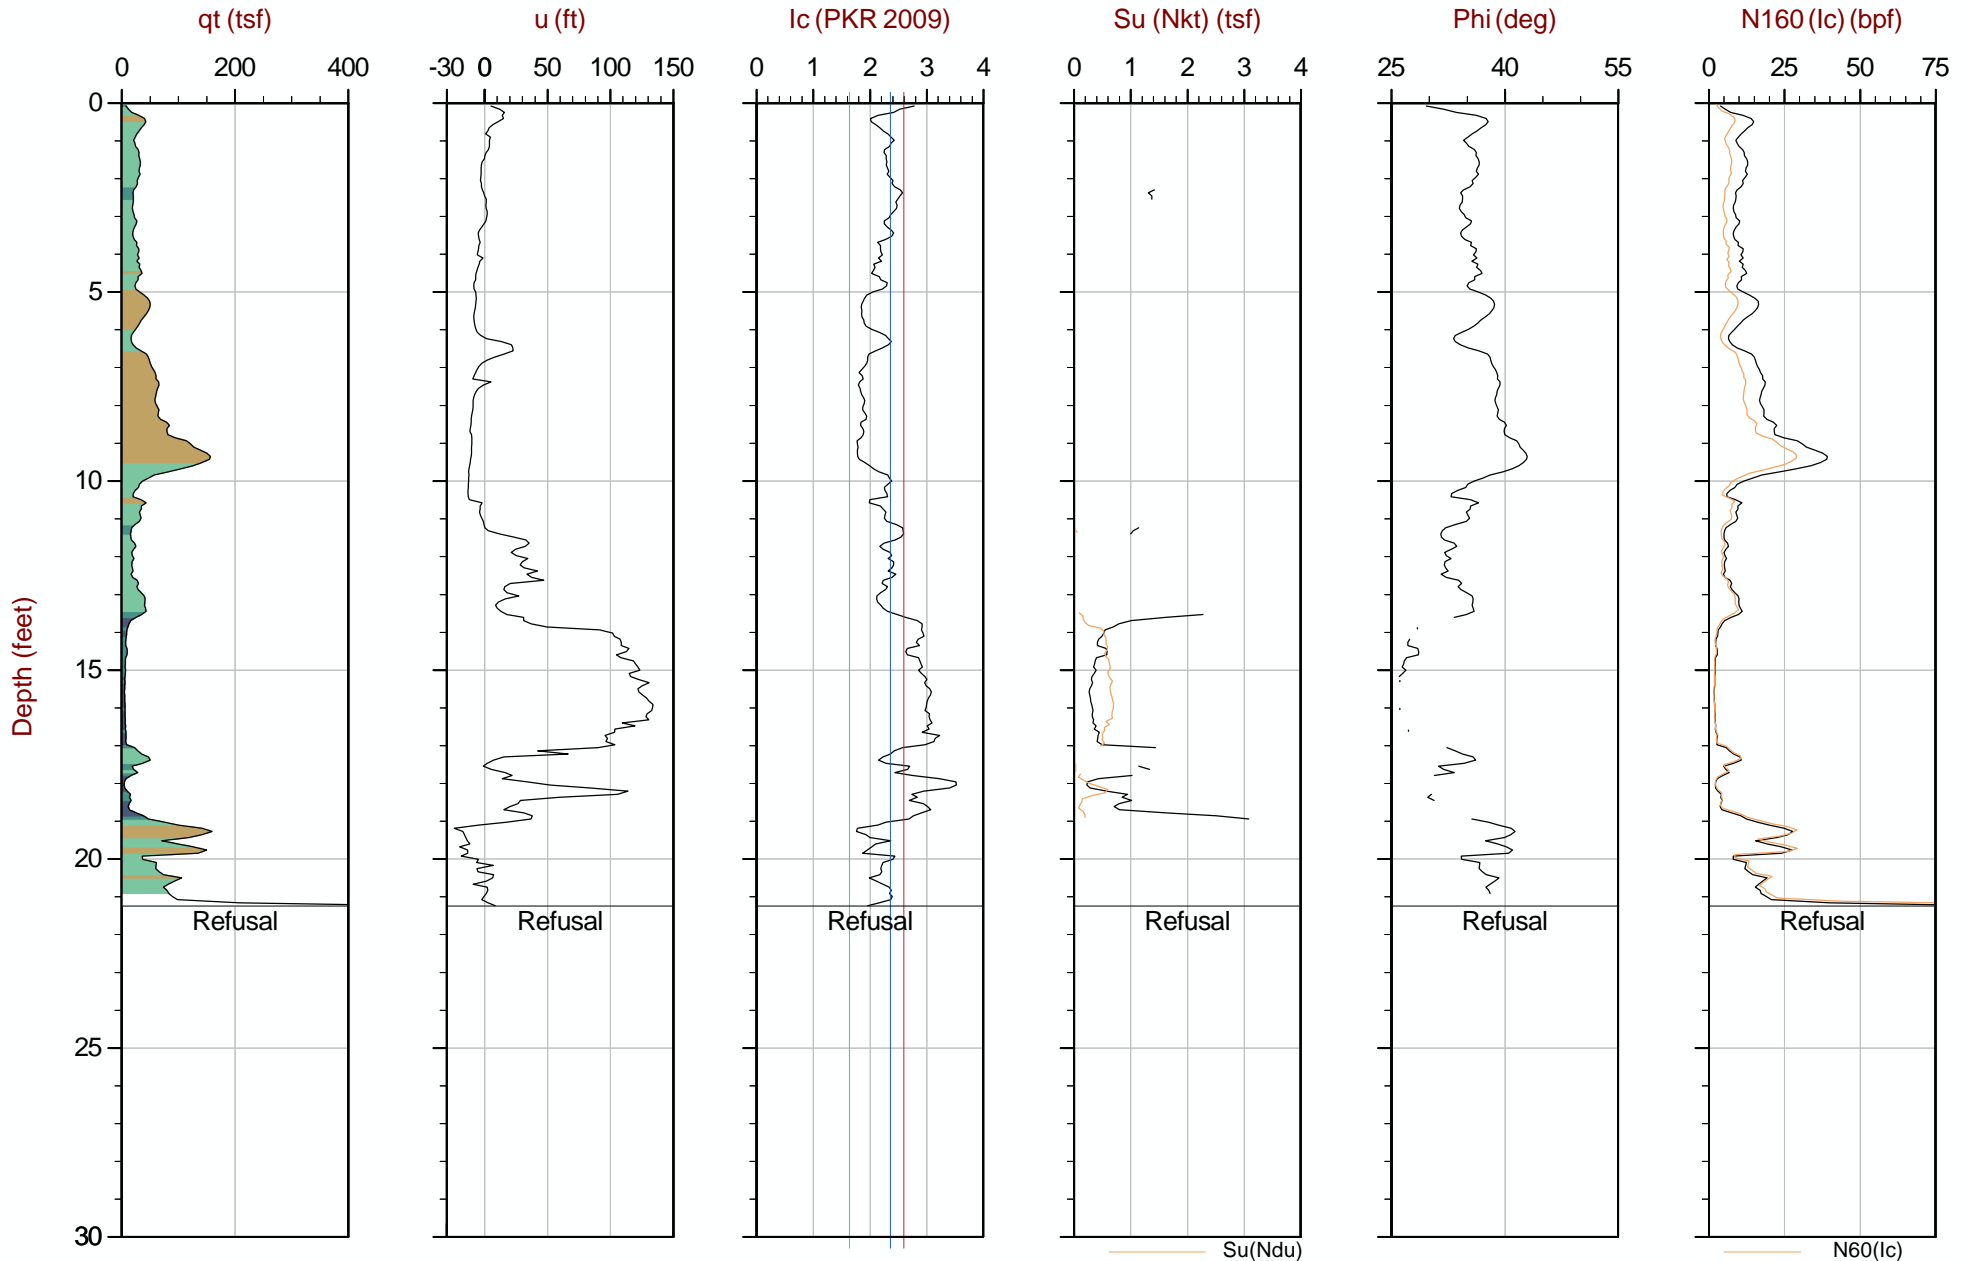 qt (tsf) u (ft) Ic (PKR 2009) Su (Nkt) (tsf) Phi (deg) N160 (Ic) (bpf)
0 200 400 -30 0 50 100 150 0 1 2 3 4 0 1 2 3 4 25 40 55 0 25 50 75
0
5
10
15
20
25
30
Depth (feet)
Refusal Refusal Refusal Refusal Refusal Refusal
Su(Ndu) N60(Ic)